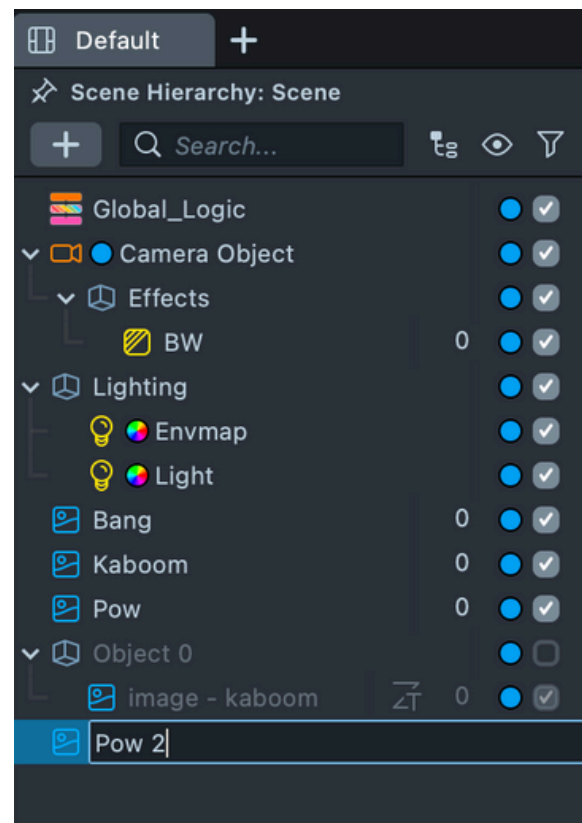 Default
Scene Hierarchy: Scene
Search...
Global_Logic
Camera Object
Effects
BW 0
Lighting
Envmap
Light
Bang 0
Kaboom 0
Pow 0
Object 0
image - kaboom 0
Pow 2